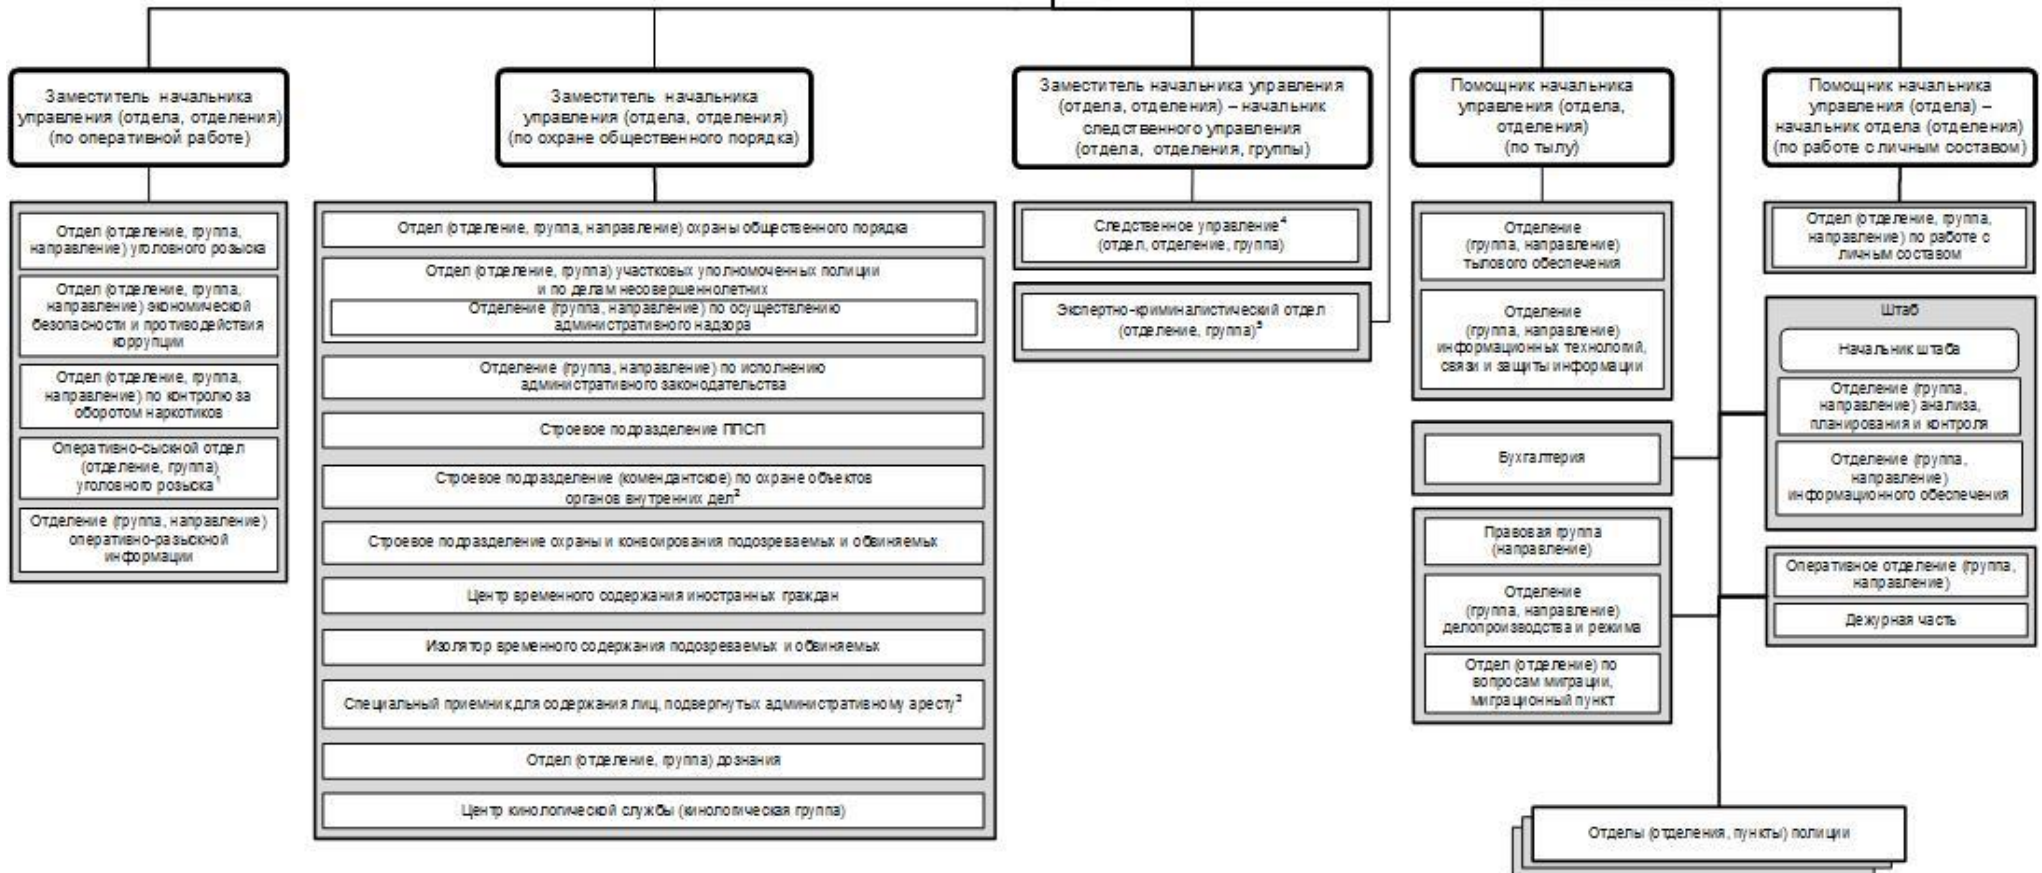 Заместитель начальника
управления (отдела, отделения)
(по оперативной работе)
Заместитель начальника
управления (отдела, отделения)
(по охране общественного порядка)
Заместитель начальника управления
(отдела, отделения) – начальник
следственного управления
(отдела, отделения, группы)
Помощник начальника
управления (отдела,
отделения)
(по тылу)
Помощник начальника
управления (отдела) –
начальник отдела (отделения)
(по работе с личным составом)
Отдел (отделение, группа,
направление) уголовного розыска
Отдел (отделение, группа,
направление) экономической
безопасности и противодействия
коррупции
Отдел (отделение, группа,
направление) по контролю за
оборотом наркотиков
Оперативно-сыскной отдел
(отделение, группа)
уголовного розыска¹
Отделение (группа, направление)
оперативно-разыскной
информации
Отдел (отделение, группа, направление) охраны общественного порядка
Отдел (отделение, группа) участковых уполномоченных полиции
и по делам несовершеннолетних
Отделение (группа, направление) по осуществлению
административного надзора
Отделение (группа, направление) по исполнению
административного законодательства
Строевое подразделение ППСП
Строевое подразделение (комендантское) по охране объектов
органов внутренних дел²
Строевое подразделение охраны и конвоирования подозреваемых и обвиняемых
Центр временного содержания иностранных граждан
Изолятор временного содержания подозреваемых и обвиняемых
Специальный приемник для содержания лиц, подвергнутых административному аресту³
Отдел (отделение, группа) дознания
Центр кинологической службы (кинологическая группа)
Следственное управление⁴
(отдел, отделение, группа)
Экспертно-криминалистический отдел
(отделение, группа)⁵
Отделение
(группа, направление)
тылового обеспечения
Отделение
(группа, направление)
информационных технологий,
связи и защиты информации
Бухгалтерия
Правовая группа
(направление)
Отделение
(группа, направление)
делопроизводства и режима
Отдел (отделение) по
вопросам миграции,
миграционный пункт
Отдел (отделение, группа,
направление) по работе с
личным составом
Штаб
Начальник штаба
Отделение (группа,
направление) анализа,
планирования и контроля
Отделение (группа,
направление)
информационного обеспечения
Оперативное отделение (группа,
направление)
Дежурная часть
Отделы (отделения, пункты) полиции